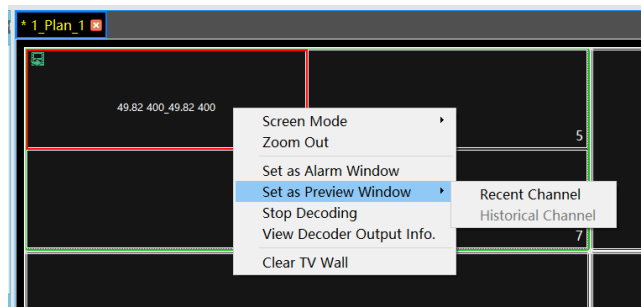 * 1_Plan_1
49.82 400_49.82 400
5
7
Screen Mode
Zoom Out
Set as Alarm Window
Set as Preview Window
Stop Decoding
View Decoder Output Info.
Clear TV Wall
Recent Channel
Historical Channel